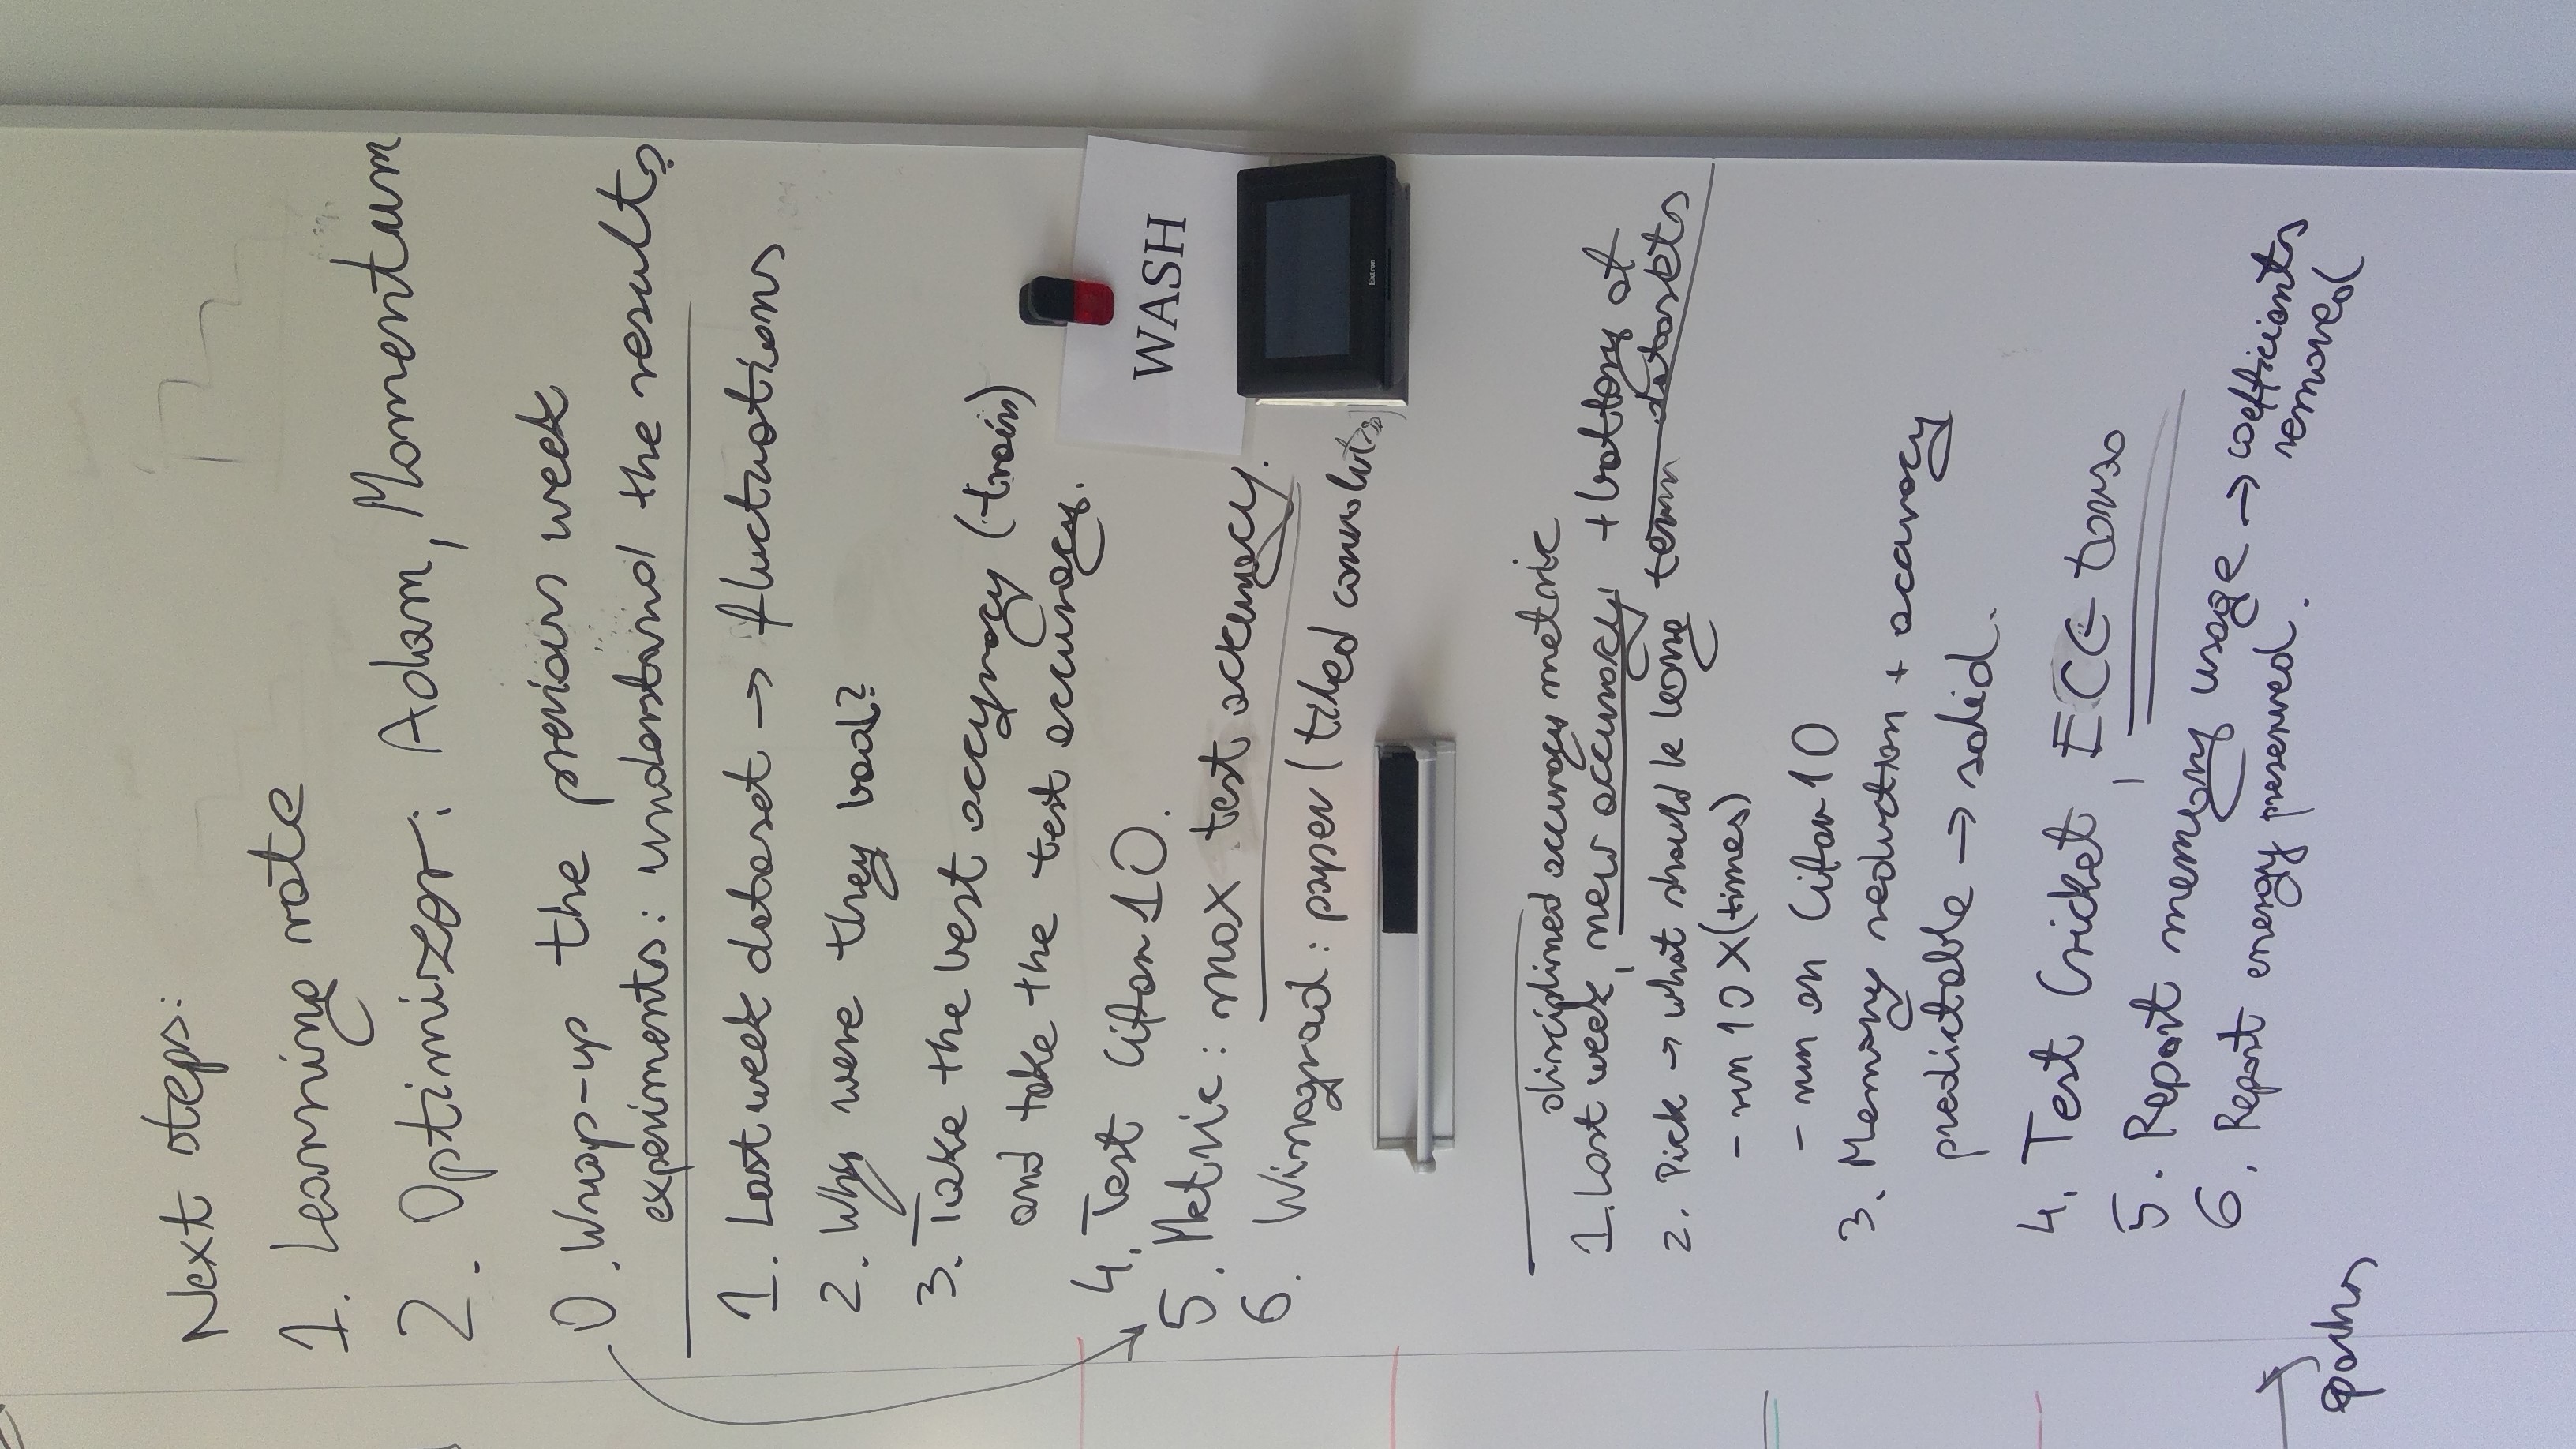 Next steps:
1. Learning rate
2. Optimizer: Adam, Momentum
0. Wrap-up the previous week
experiments: understand the results
1. Last week dataset → fluctuations
2. Why were they bad?
3. Take the best accyracy (train)
and take the test accuracy.
4. Test Cifar 10.
WASH
5. Metric: max test accuracy.
6. Winograd: paper (tiled convolution)
Extron
disciplined accuracy metric
1. Last week, new accuracy + battery at
2. Pick → what should be long term datasets
- run 10 X (times)
- run on Cifar 10
3. Memory reduction + accuracy
predictable → solid.
4. Test Cricket, ECG torso
5. Report memory usage → coefficients
removed
6. Report energy preserved.
epochs